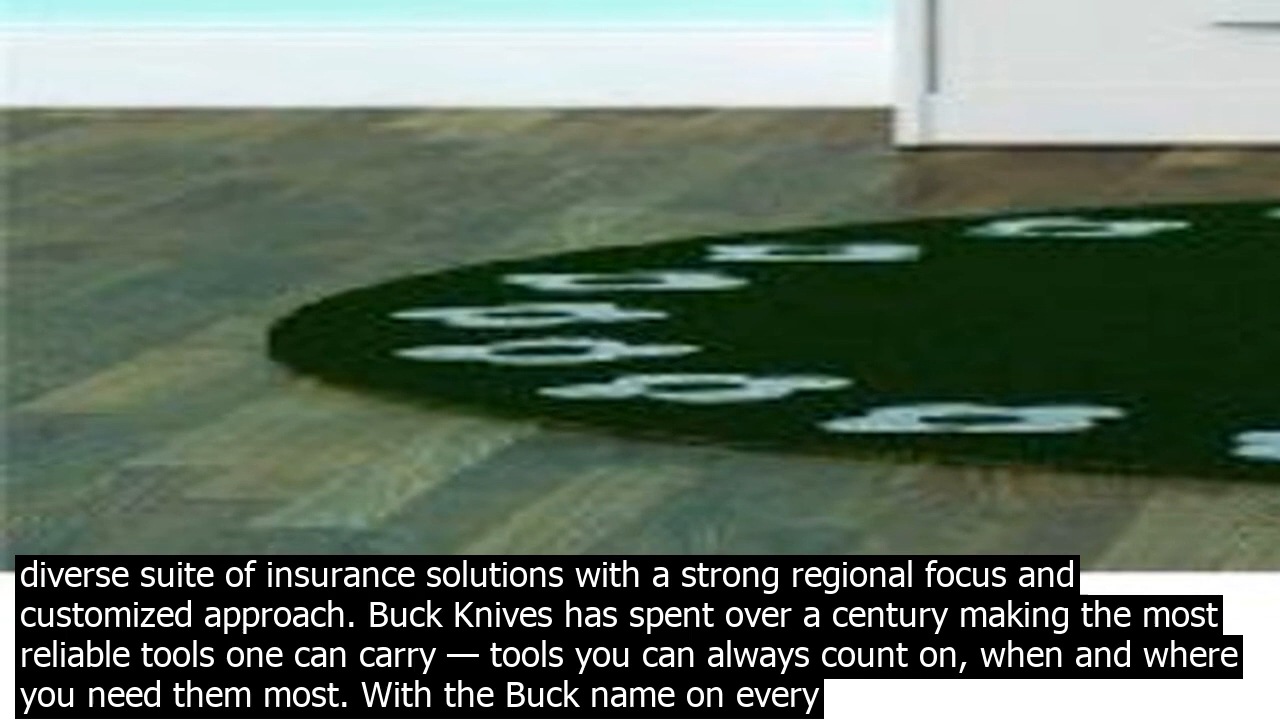 diverse suite of insurance solutions with a strong regional focus and
customized approach. Buck Knives has spent over a century making the most
reliable tools one can carry — tools you can always count on, when and where
you need them most. With the Buck name on every